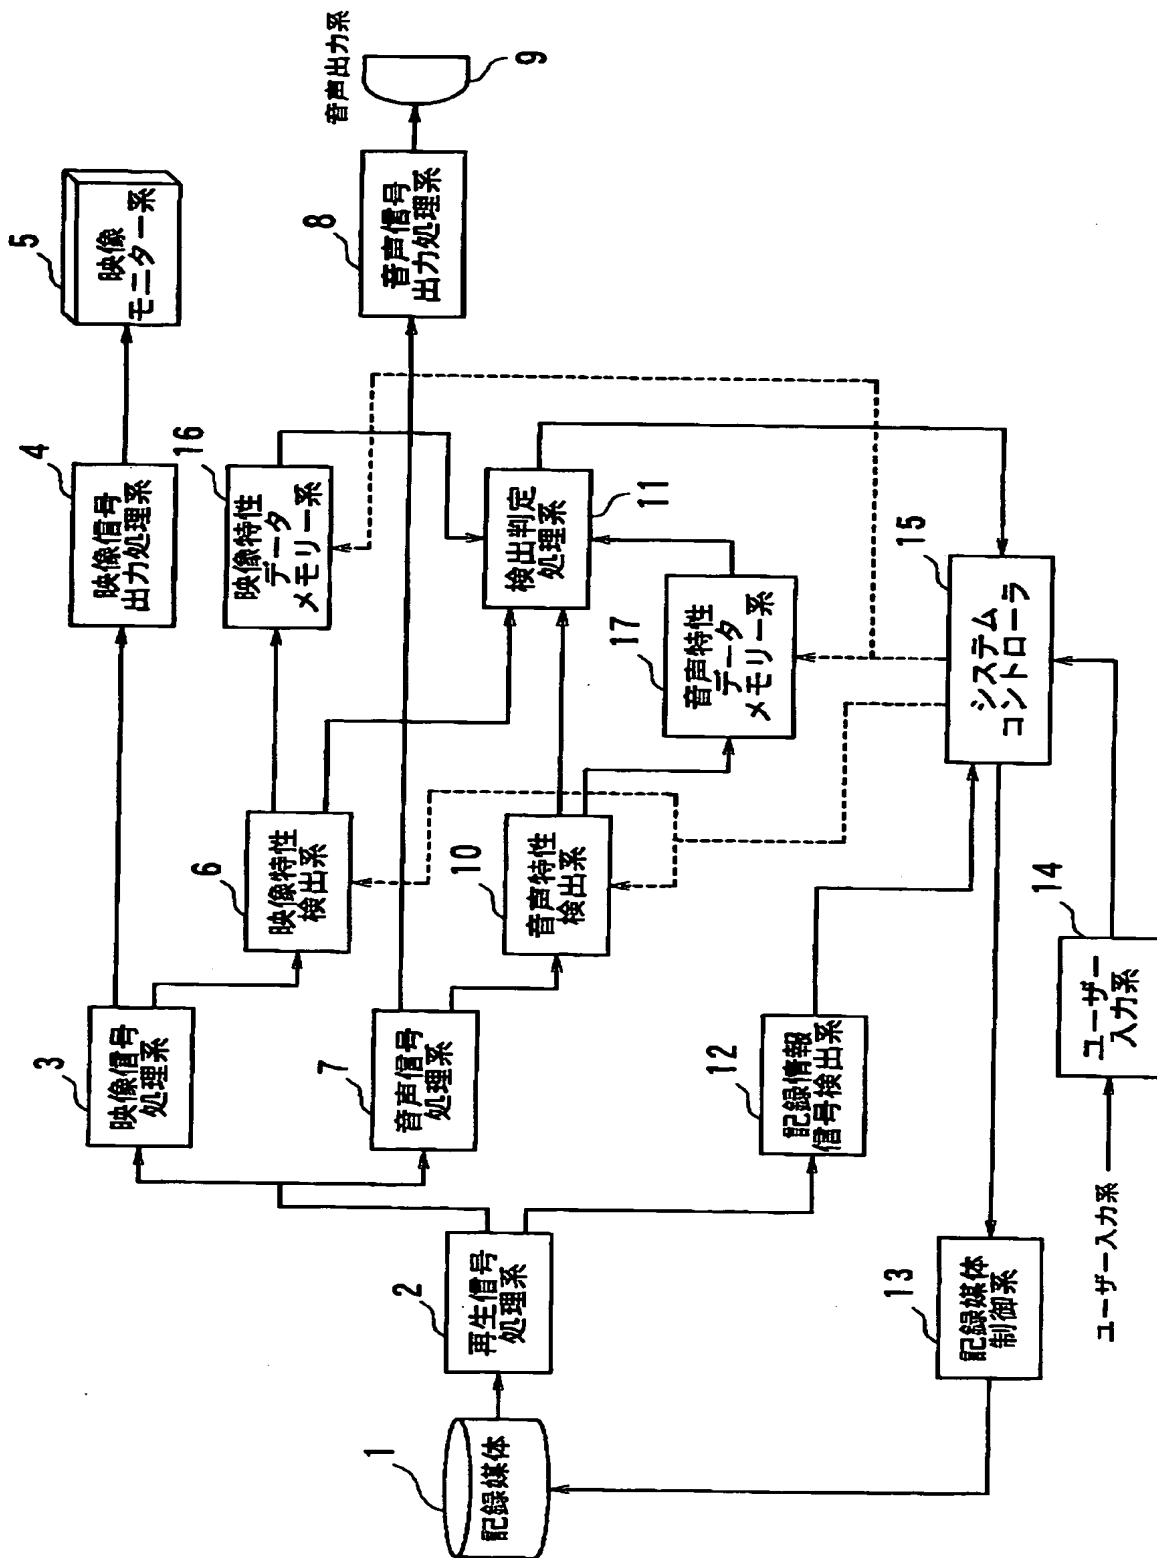 1
記録媒体
2
再生信号
処理系
3
映像信号
処理系
4
映像信号
出力処理系
5
映像
モニター系
6
映像特性
検出系
16
映像特性
データ
メモリー系
7
音声信号
処理系
8
音声信号
出力処理系
音声出力系
9
10
音声特性
検出系
検出判定
処理系
11
17
音声特性
データ
メモリー系
12
記録情報
信号検出系
13
記録媒体
制御系
15
システム
コントローラ
14
ユーザー
入力系
ユーザー入力系